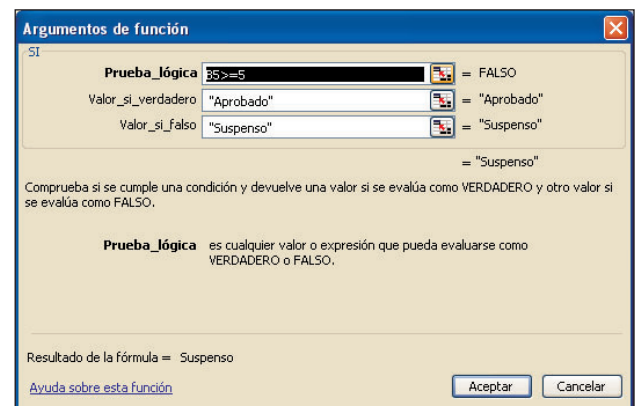 Argumentos de función
SI
Prueba_lógica B5>=5 = FALSO
Valor_si_verdadero "Aprobado" = "Aprobado"
Valor_si_falso "Suspenso" = "Suspenso"
= "Suspenso"
Comprueba si se cumple una condición y devuelve una valor si se evalúa como VERDADERO y otro valor si
se evalúa como FALSO.
Prueba_lógica es cualquier valor o expresión que pueda evaluarse como
VERDADERO o FALSO.
Resultado de la fórmula = Suspenso
Ayuda sobre esta función Aceptar Cancelar